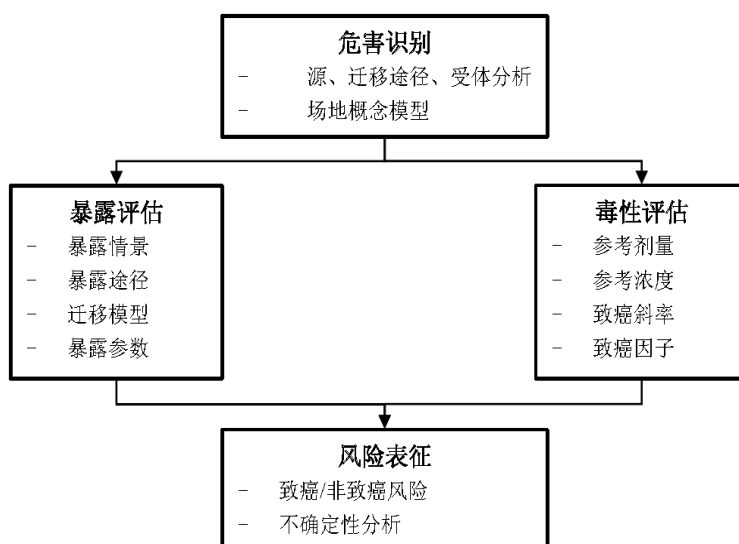 危害识别
- 源、迁移途径、受体分析
- 场地概念模型
暴露评估
- 暴露情景
- 暴露途径
- 迁移模型
- 暴露参数
毒性评估
- 参考剂量
- 参考浓度
- 致癌斜率
- 致癌因子
风险表征
- 致癌/非致癌风险
- 不确定性分析